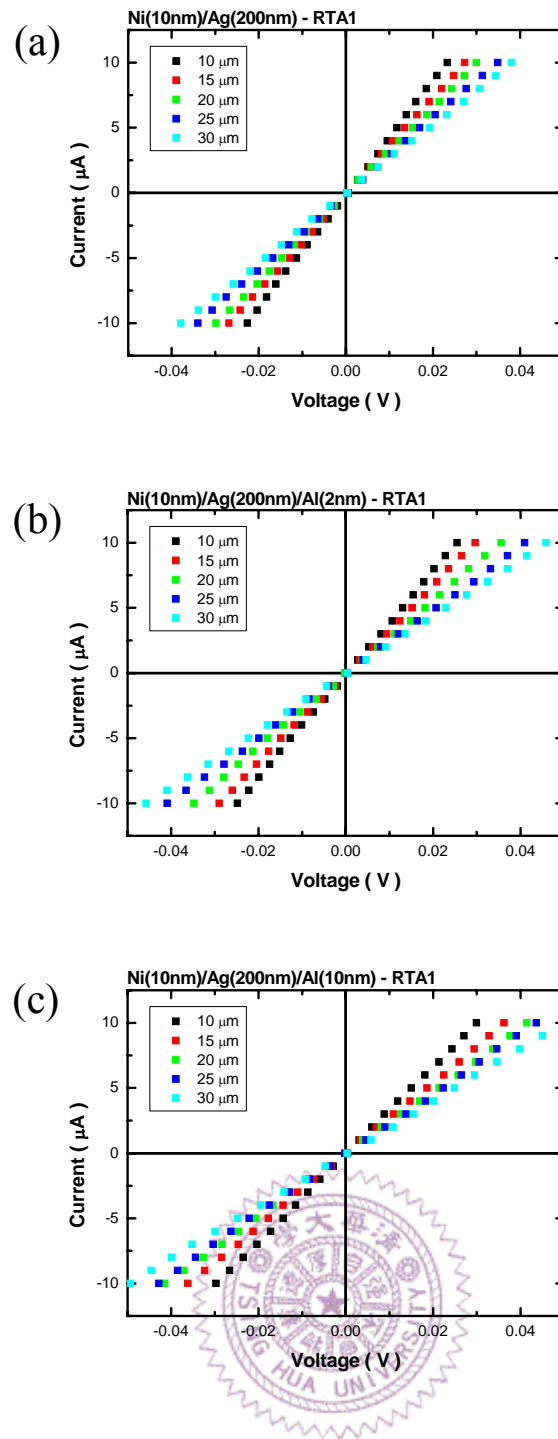 (a)
Ni(10nm)/Ag(200nm) - RTA1
10 μm
15 μm
20 μm
25 μm
30 μm
10
5
0
-5
-10
Current ( μA )
-0.04
-0.02
0.00
0.02
0.04
Voltage ( V )
(b)
Ni(10nm)/Ag(200nm)/Al(2nm) - RTA1
10 μm
15 μm
20 μm
25 μm
30 μm
10
5
0
-5
-10
Current ( μA )
-0.04
-0.02
0.00
0.02
0.04
Voltage ( V )
(c)
Ni(10nm)/Ag(200nm)/Al(10nm) - RTA1
10 μm
15 μm
20 μm
25 μm
30 μm
10
5
0
-5
-10
Current ( μA )
-0.04
-0.02
0.00
0.02
0.04
Voltage ( V )
TSING HUA UNIVERSITY